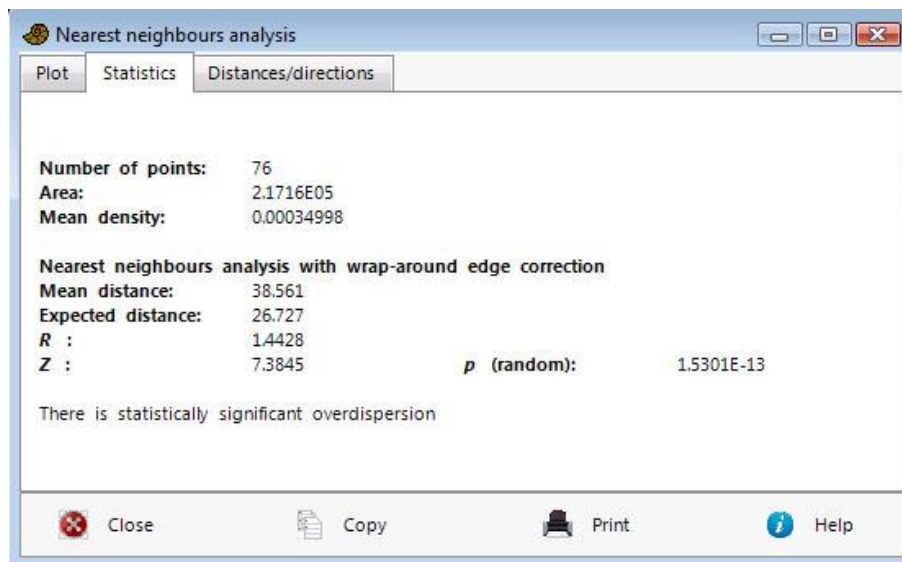 Nearest neighbours analysis
Plot Statistics Distances/directions
Number of points: 76
Area: 2.1716E05
Mean density: 0.00034998
Nearest neighbours analysis with wrap-around edge correction
Mean distance: 38.561
Expected distance: 26.727
R : 1.4428
Z : 7.3845 p (random): 1.5301E-13
There is statistically significant overdispersion
Close Copy Print Help